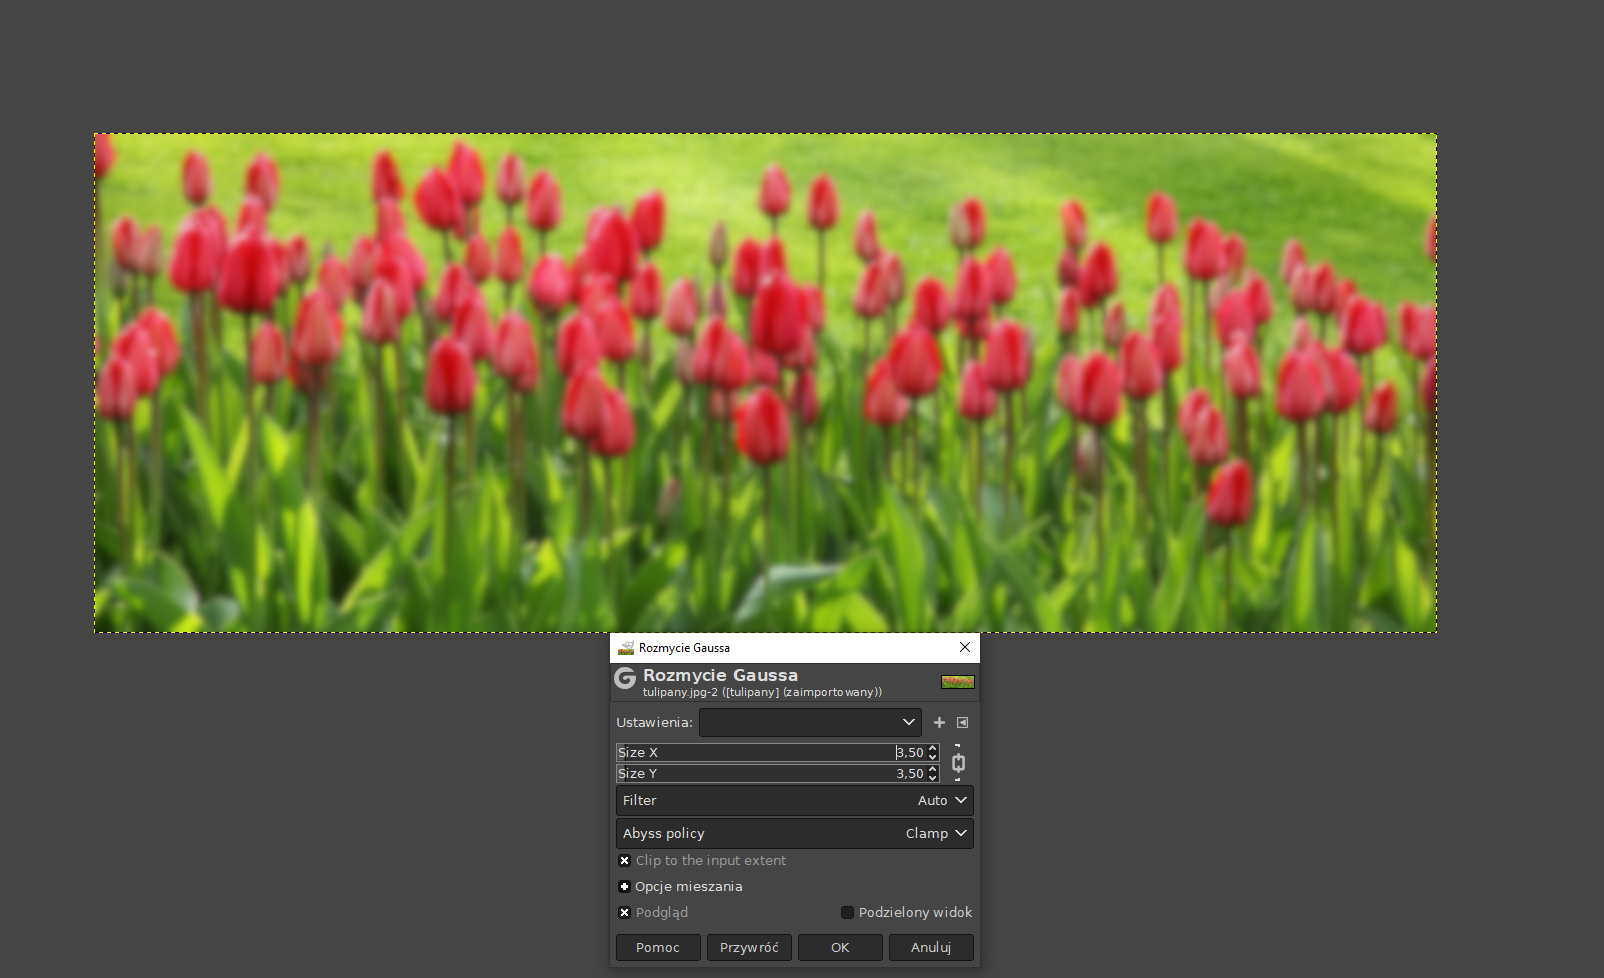 Rozmycie Gaussa
Rozmycie Gaussa
tulipany.jpg-2 ([tulipany] (zaimportowany))
Ustawienia:
Size X 3,50
Size Y 3,50
Filter Auto
Abyss policy Clamp
Clip to the input extent
Opcje mieszania
Podgląd Podzielony widok
Pomoc Przywróć OK Anuluj